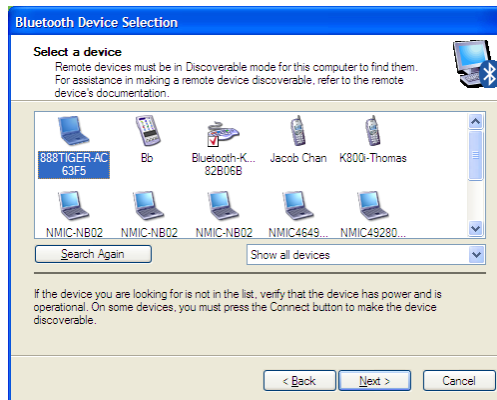 Bluetooth Device Selection
Select a device
Remote devices must be in Discoverable mode for this computer to find them.
For assistance in making a remote device discoverable, refer to the remote
device's documentation.
888TIGER-AC
63F5
Bb
Bluetooth-K...
82B06B
Jacob Chan
K800i-Thomas
NMIC-NB02
NMIC-NB02
NMIC-NB02
NMIC4649...
NMIC49280...
Search Again
Show all devices
If the device you are looking for is not in the list, verify that the device has power and is
operational. On some devices, you must press the Connect button to make the device
discoverable.
< Back
Next >
Cancel